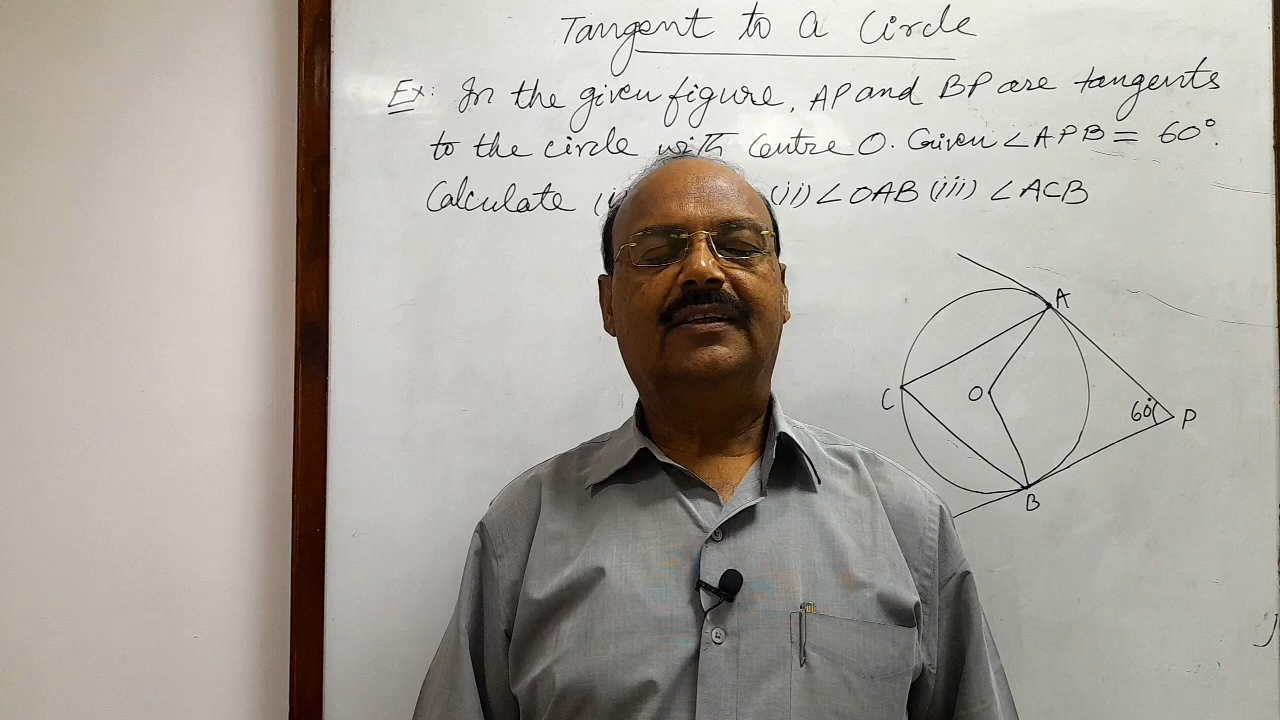 Tangent to a Circle
Ex: In the given figure, AP and BP are tangents
to the circle with Centre O. Given ∠APB = 60°.
Calculate (i (ii) ∠OAB (iii) ∠ACB
A
C
O
60°
P
B